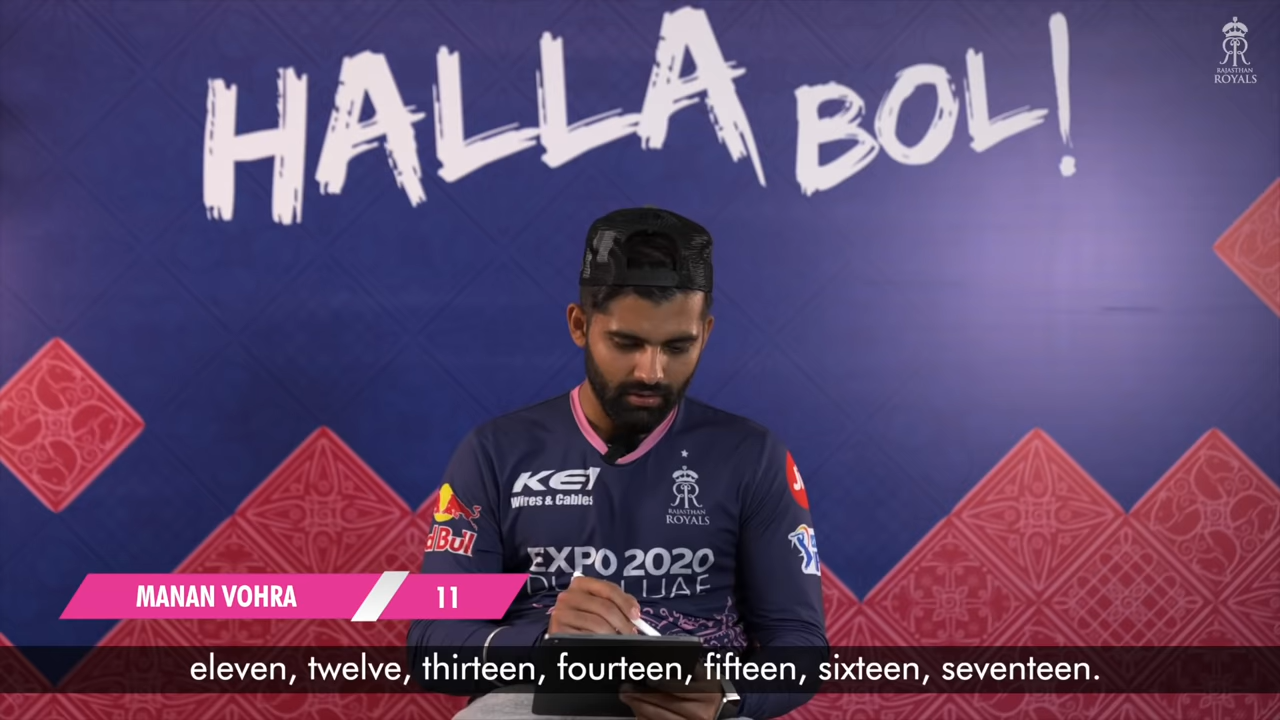 HALLA BOL!
RAJASTHAN
ROYALS
KEI
Wires & Cables
RAJASTHAN
ROYALS
Bull
EXPO 2020
MANAN VOHRA 11
eleven, twelve, thirteen, fourteen, fifteen, sixteen, seventeen.